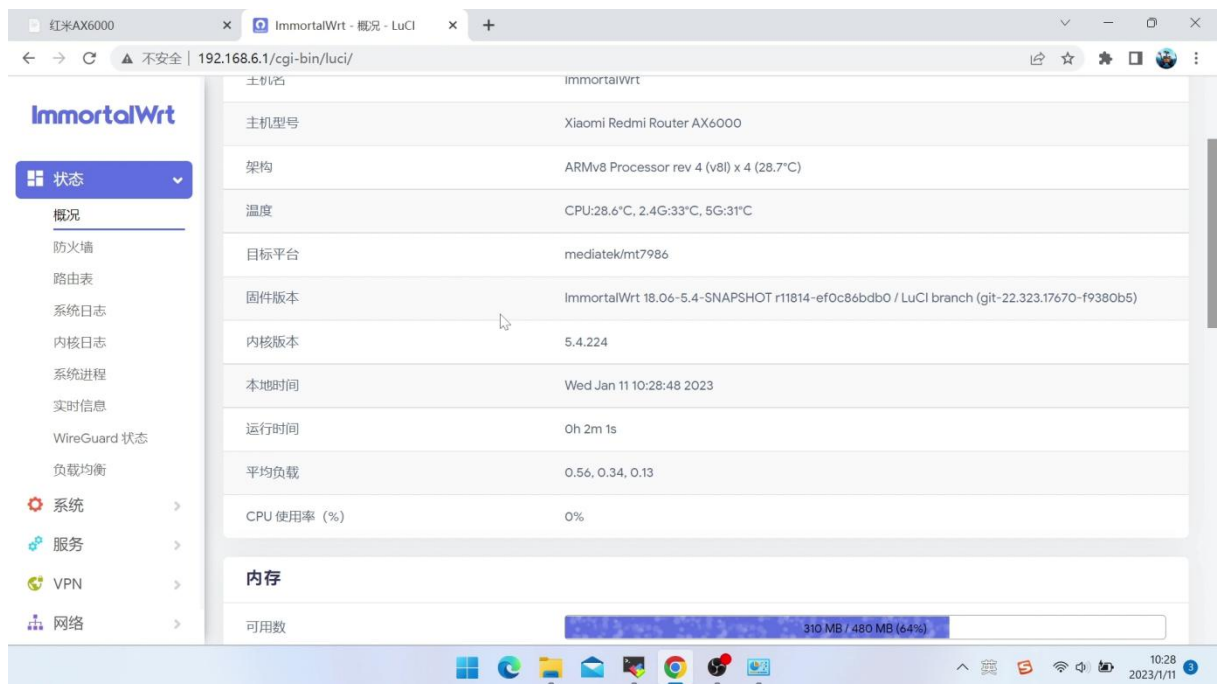 红米AX6000
ImmortalWrt - 概况 - LuCI
不安全 192.168.6.1/cgi-bin/luci/
ImmortalWrt
状态
概况
防火墙
路由表
系统日志
内核日志
系统进程
实时信息
WireGuard 状态
负载均衡
系统
服务
VPN
网络
主机名 ImmortalWrt
主机型号 Xiaomi Redmi Router AX6000
架构 ARMv8 Processor rev 4 (v8l) x 4 (28.7°C)
温度 CPU:28.6°C, 2.4G:33°C, 5G:31°C
目标平台 mediatek/mt7986
固件版本 ImmortalWrt 18.06-5.4-SNAPSHOT r11814-ef0c86bdb0 / LuCI branch (git-22.323.17670-f9380b5)
内核版本 5.4.224
本地时间 Wed Jan 11 10:28:48 2023
运行时间 0h 2m 1s
平均负载 0.56, 0.34, 0.13
CPU 使用率（%） 0%
内存
可用数 310 MB / 480 MB (64%)
英
10:28
2023/1/11
3